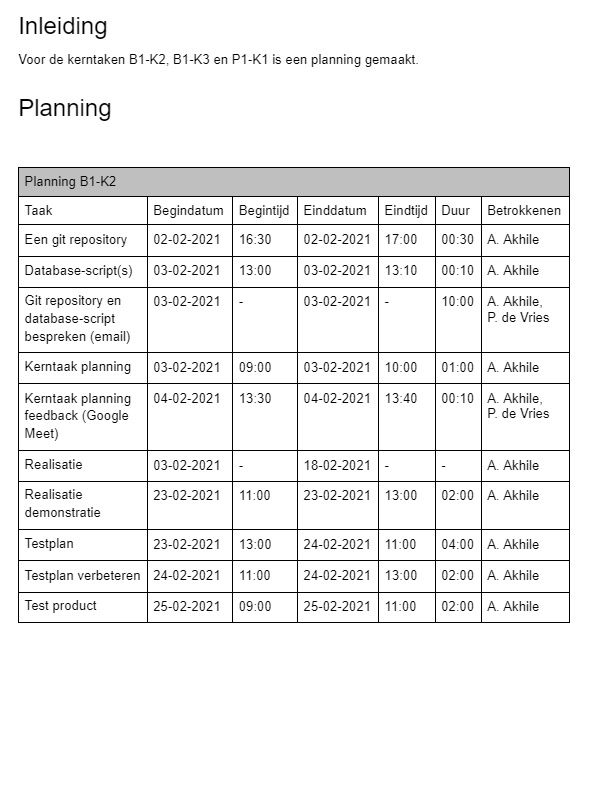 Inleiding
Voor de kerntaken B1-K2, B1-K3 en P1-K1 is een planning gemaakt.
Planning
Planning B1-K2
Taak Begindatum Begintijd Einddatum Eindtijd Duur Betrokkenen
Een git repository 02-02-2021 16:30 02-02-2021 17:00 00:30 A. Akhile
Database-script(s) 03-02-2021 13:00 03-02-2021 13:10 00:10 A. Akhile
Git repository en 03-02-2021 - 03-02-2021 - 10:00 A. Akhile,
database-script P. de Vries
bespreken (email)
Kerntaak planning 03-02-2021 09:00 03-02-2021 10:00 01:00 A. Akhile
Kerntaak planning 04-02-2021 13:30 04-02-2021 13:40 00:10 A. Akhile,
feedback (Google P. de Vries
Meet)
Realisatie 03-02-2021 - 18-02-2021 - - A. Akhile
Realisatie 23-02-2021 11:00 23-02-2021 13:00 02:00 A. Akhile
demonstratie
Testplan 23-02-2021 13:00 24-02-2021 11:00 04:00 A. Akhile
Testplan verbeteren 24-02-2021 11:00 24-02-2021 13:00 02:00 A. Akhile
Test product 25-02-2021 09:00 25-02-2021 11:00 02:00 A. Akhile